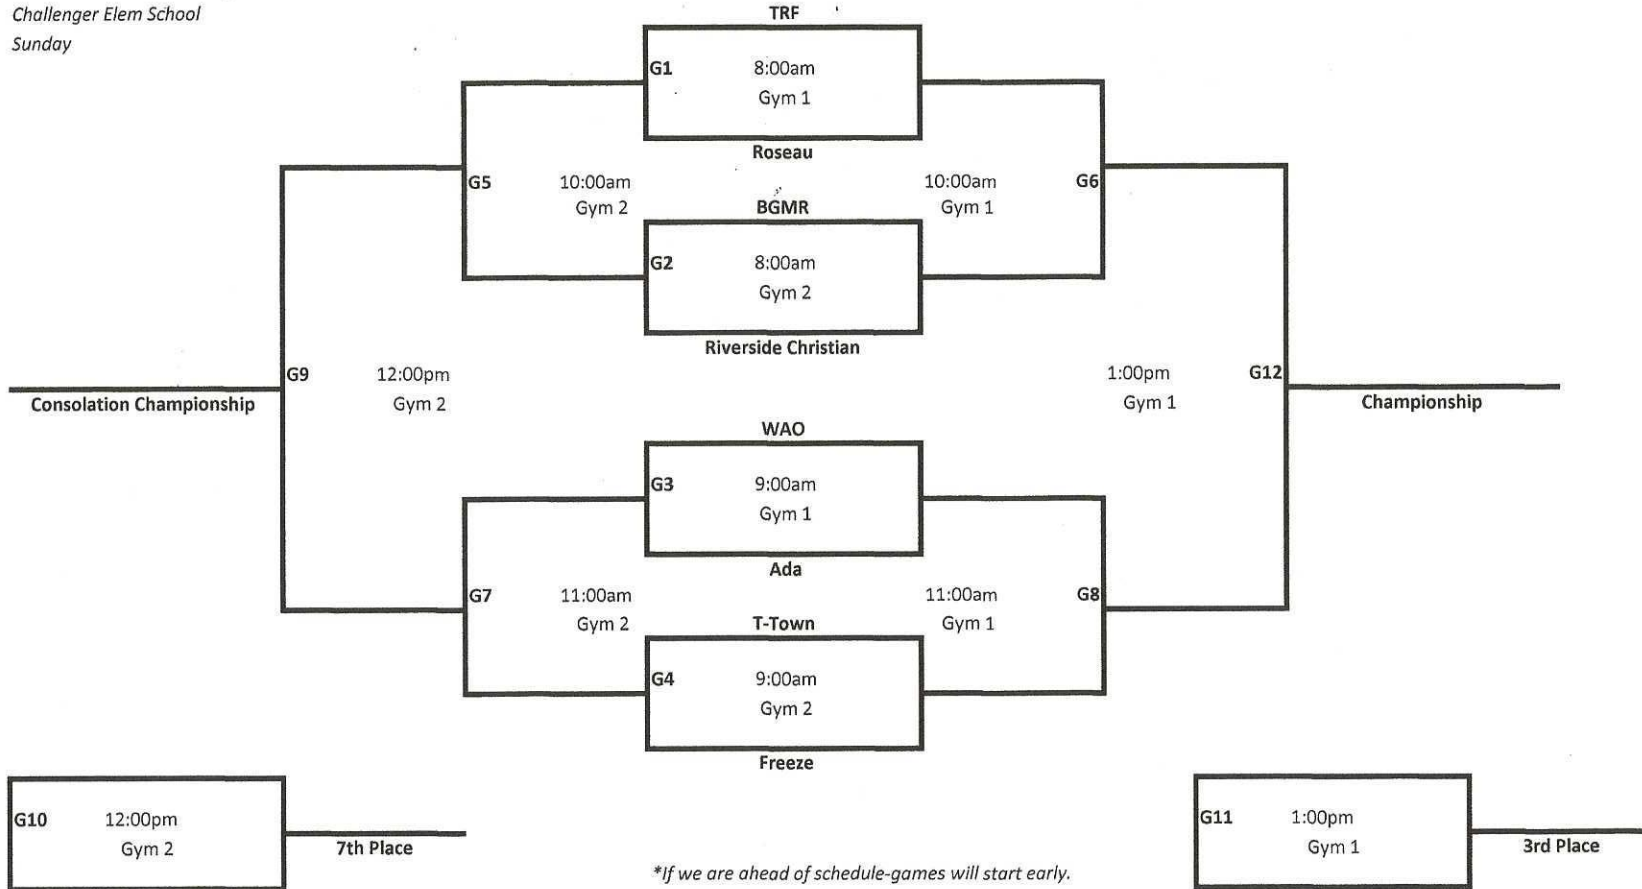 Challenger Elem School
Sunday
TRF
G1 8:00am
Gym 1
Roseau
G5 10:00am
Gym 2
10:00am G6
Gym 1
BGMR
G2 8:00am
Gym 2
Riverside Christian
G9 12:00pm
Gym 2
Consolation Championship
1:00pm G12
Gym 1
Championship
WAO
G3 9:00am
Gym 1
Ada
G7 11:00am
Gym 2
11:00am G8
Gym 1
T-Town
G4 9:00am
Gym 2
Freeze
G10 12:00pm
Gym 2
7th Place
*If we are ahead of schedule-games will start early.
G11 1:00pm
Gym 1
3rd Place